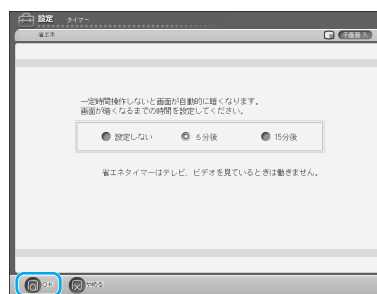 設定 タイマー
省エネ 子画面入
一定時間操作しないと画面が自動的に暗くなります。
画面が暗くなるまでの時間を設定してください。
設定しない 5分後 15分後
省エネタイマーはテレビ、ビデオを見ているときは働きません。
OK やめる